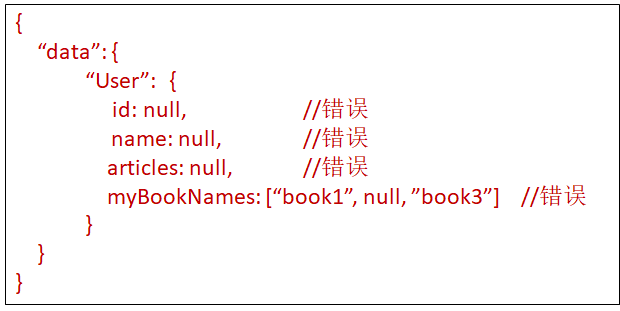 {
“data”: {
“User”: {
id: null, //错误
name: null, //错误
articles: null, //错误
myBookNames: [“book1”, null, ”book3”] //错误
}
}
}